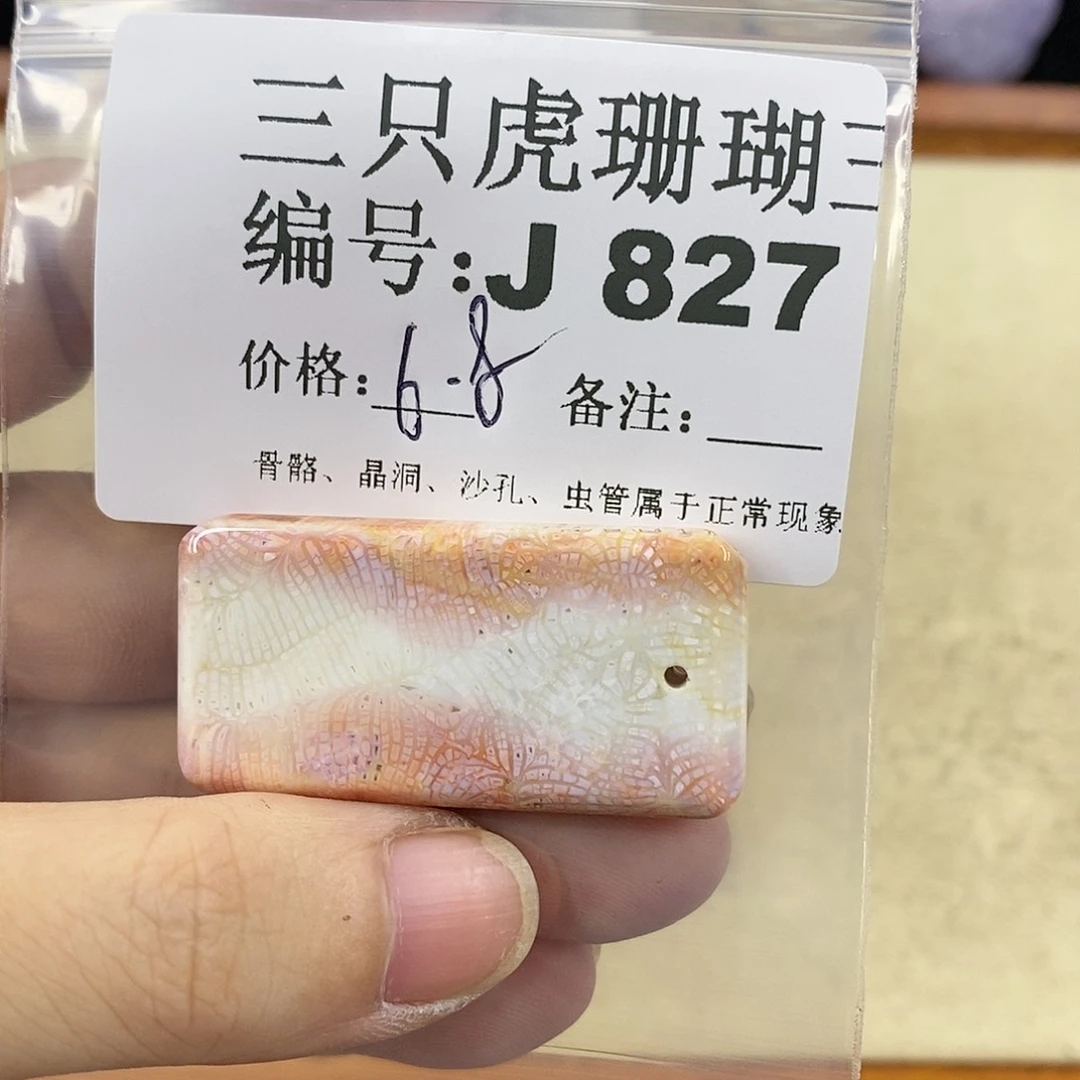 三只虎珊瑚三
编号:J 827
价格: 6-8 备注:
骨骼、晶洞、沙孔、虫管属于正常现象